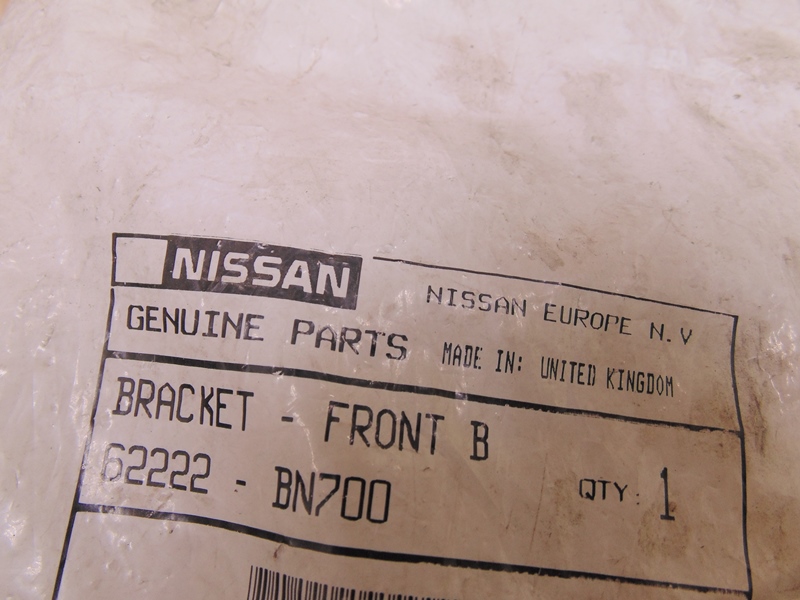 NISSAN
NISSAN EUROPE N.V
GENUINE PARTS
MADE IN: UNITED KINGDOM
BRACKET - FRONT B
62222 - BN700
QTY: 1